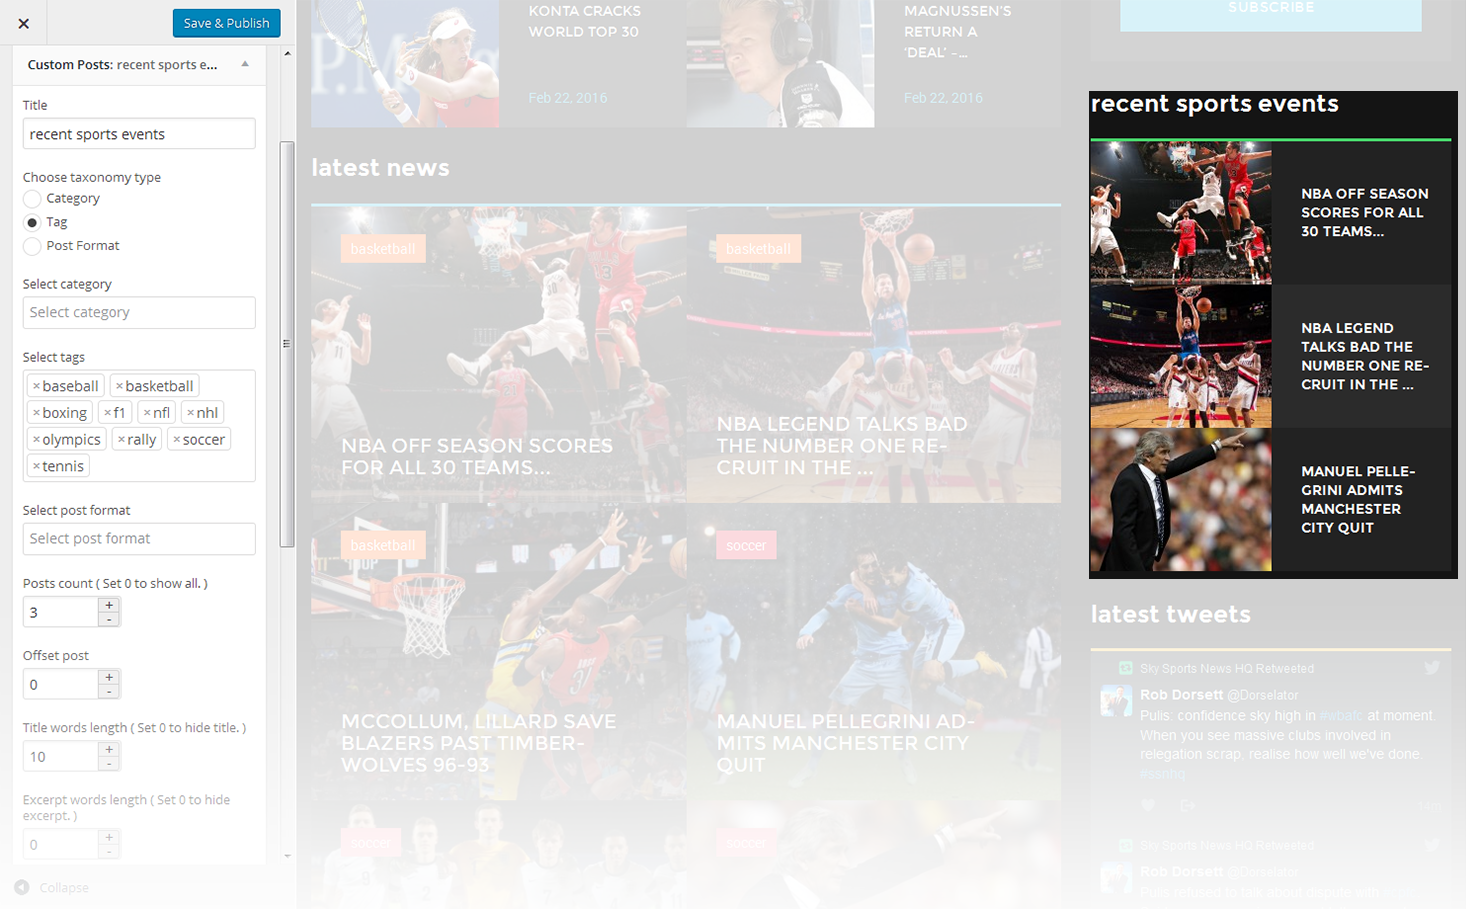 Save & Publish
Custom Posts: recent sports e...
Title
recent sports events
Choose taxonomy type
Category
Tag
Post Format
Select category
Select category
Select tags
×baseball ×basketball
×boxing ×f1 ×nfl ×nhl
×olympics ×rally ×soccer
×tennis
Select post format
Select post format
Posts count ( Set 0 to show all. )
3
Offset post
0
Title words length ( Set 0 to hide title. )
10
Excerpt words length ( Set 0 to hide
excerpt. )
0
Collapse
KONTA CRACKS
WORLD TOP 30
Feb 22, 2016
MAGNUSSEN'S
RETURN A
'DEAL' -...
Feb 22, 2016
latest news
basketball
NBA OFF SEASON SCORES
FOR ALL 30 TEAMS...
basketball
NBA LEGEND TALKS BAD
THE NUMBER ONE RE-
CRUIT IN THE ...
basketball
MCCOLLUM, LILLARD SAVE
BLAZERS PAST TIMBER-
WOLVES 96-93
soccer
MANUEL PELLEGRINI AD-
MITS MANCHESTER CITY
QUIT
soccer
soccer
SUBSCRIBE
recent sports events
NBA OFF SEASON
SCORES FOR ALL
30 TEAMS...
NBA LEGEND
TALKS BAD THE
NUMBER ONE RE-
CRUIT IN THE ...
MANUEL PELLE-
GRINI ADMITS
MANCHESTER
CITY QUIT
latest tweets
Sky Sports News HQ Retweeted
Rob Dorsett @Dorselator
Pulis: confidence sky high in #wbafc at moment.
When you see massive clubs involved in
relegation scrap, realise how well we've done.
#ssnhq
Sky Sports News HQ Retweeted
Rob Dorsett @Dorselator
Pulis refused to talk about dispute with